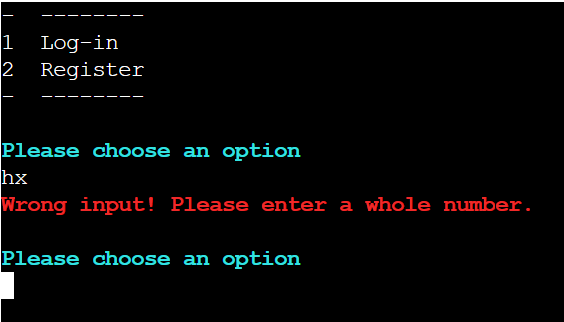 -  --------
1  Log-in
2  Register
-  --------
Please choose an option
hx
Wrong input! Please enter a whole number.
Please choose an option